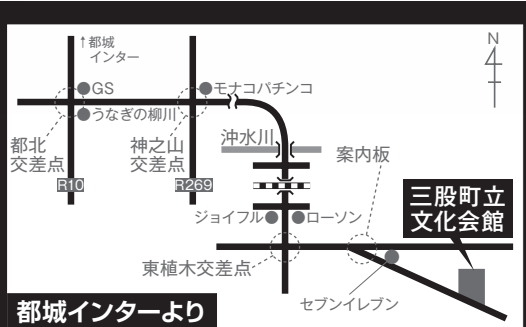 ↑都城
インター
N
GS
モナコパチンコ
うなぎの柳川
都北
交差点
神之山
交差点
沖水川
案内板
R10
R269
三股町立
文化会館
ジョイフル
ローソン
東植木交差点
セブンイレブン
都城インターより